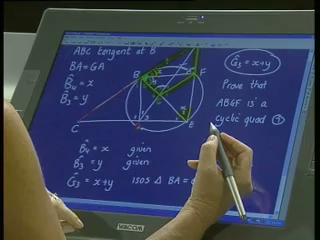 ABC tangent at B
BA = GA
B̂₄ = x
B̂₃ = y
Ĝ₃ = x+y
Prove that
ABGF is a
cyclic quad
B
F
C
E
B̂₄ = x given
B̂₃ = y given
Ĝ₃ = x+y isos Δ BA =
WACOM